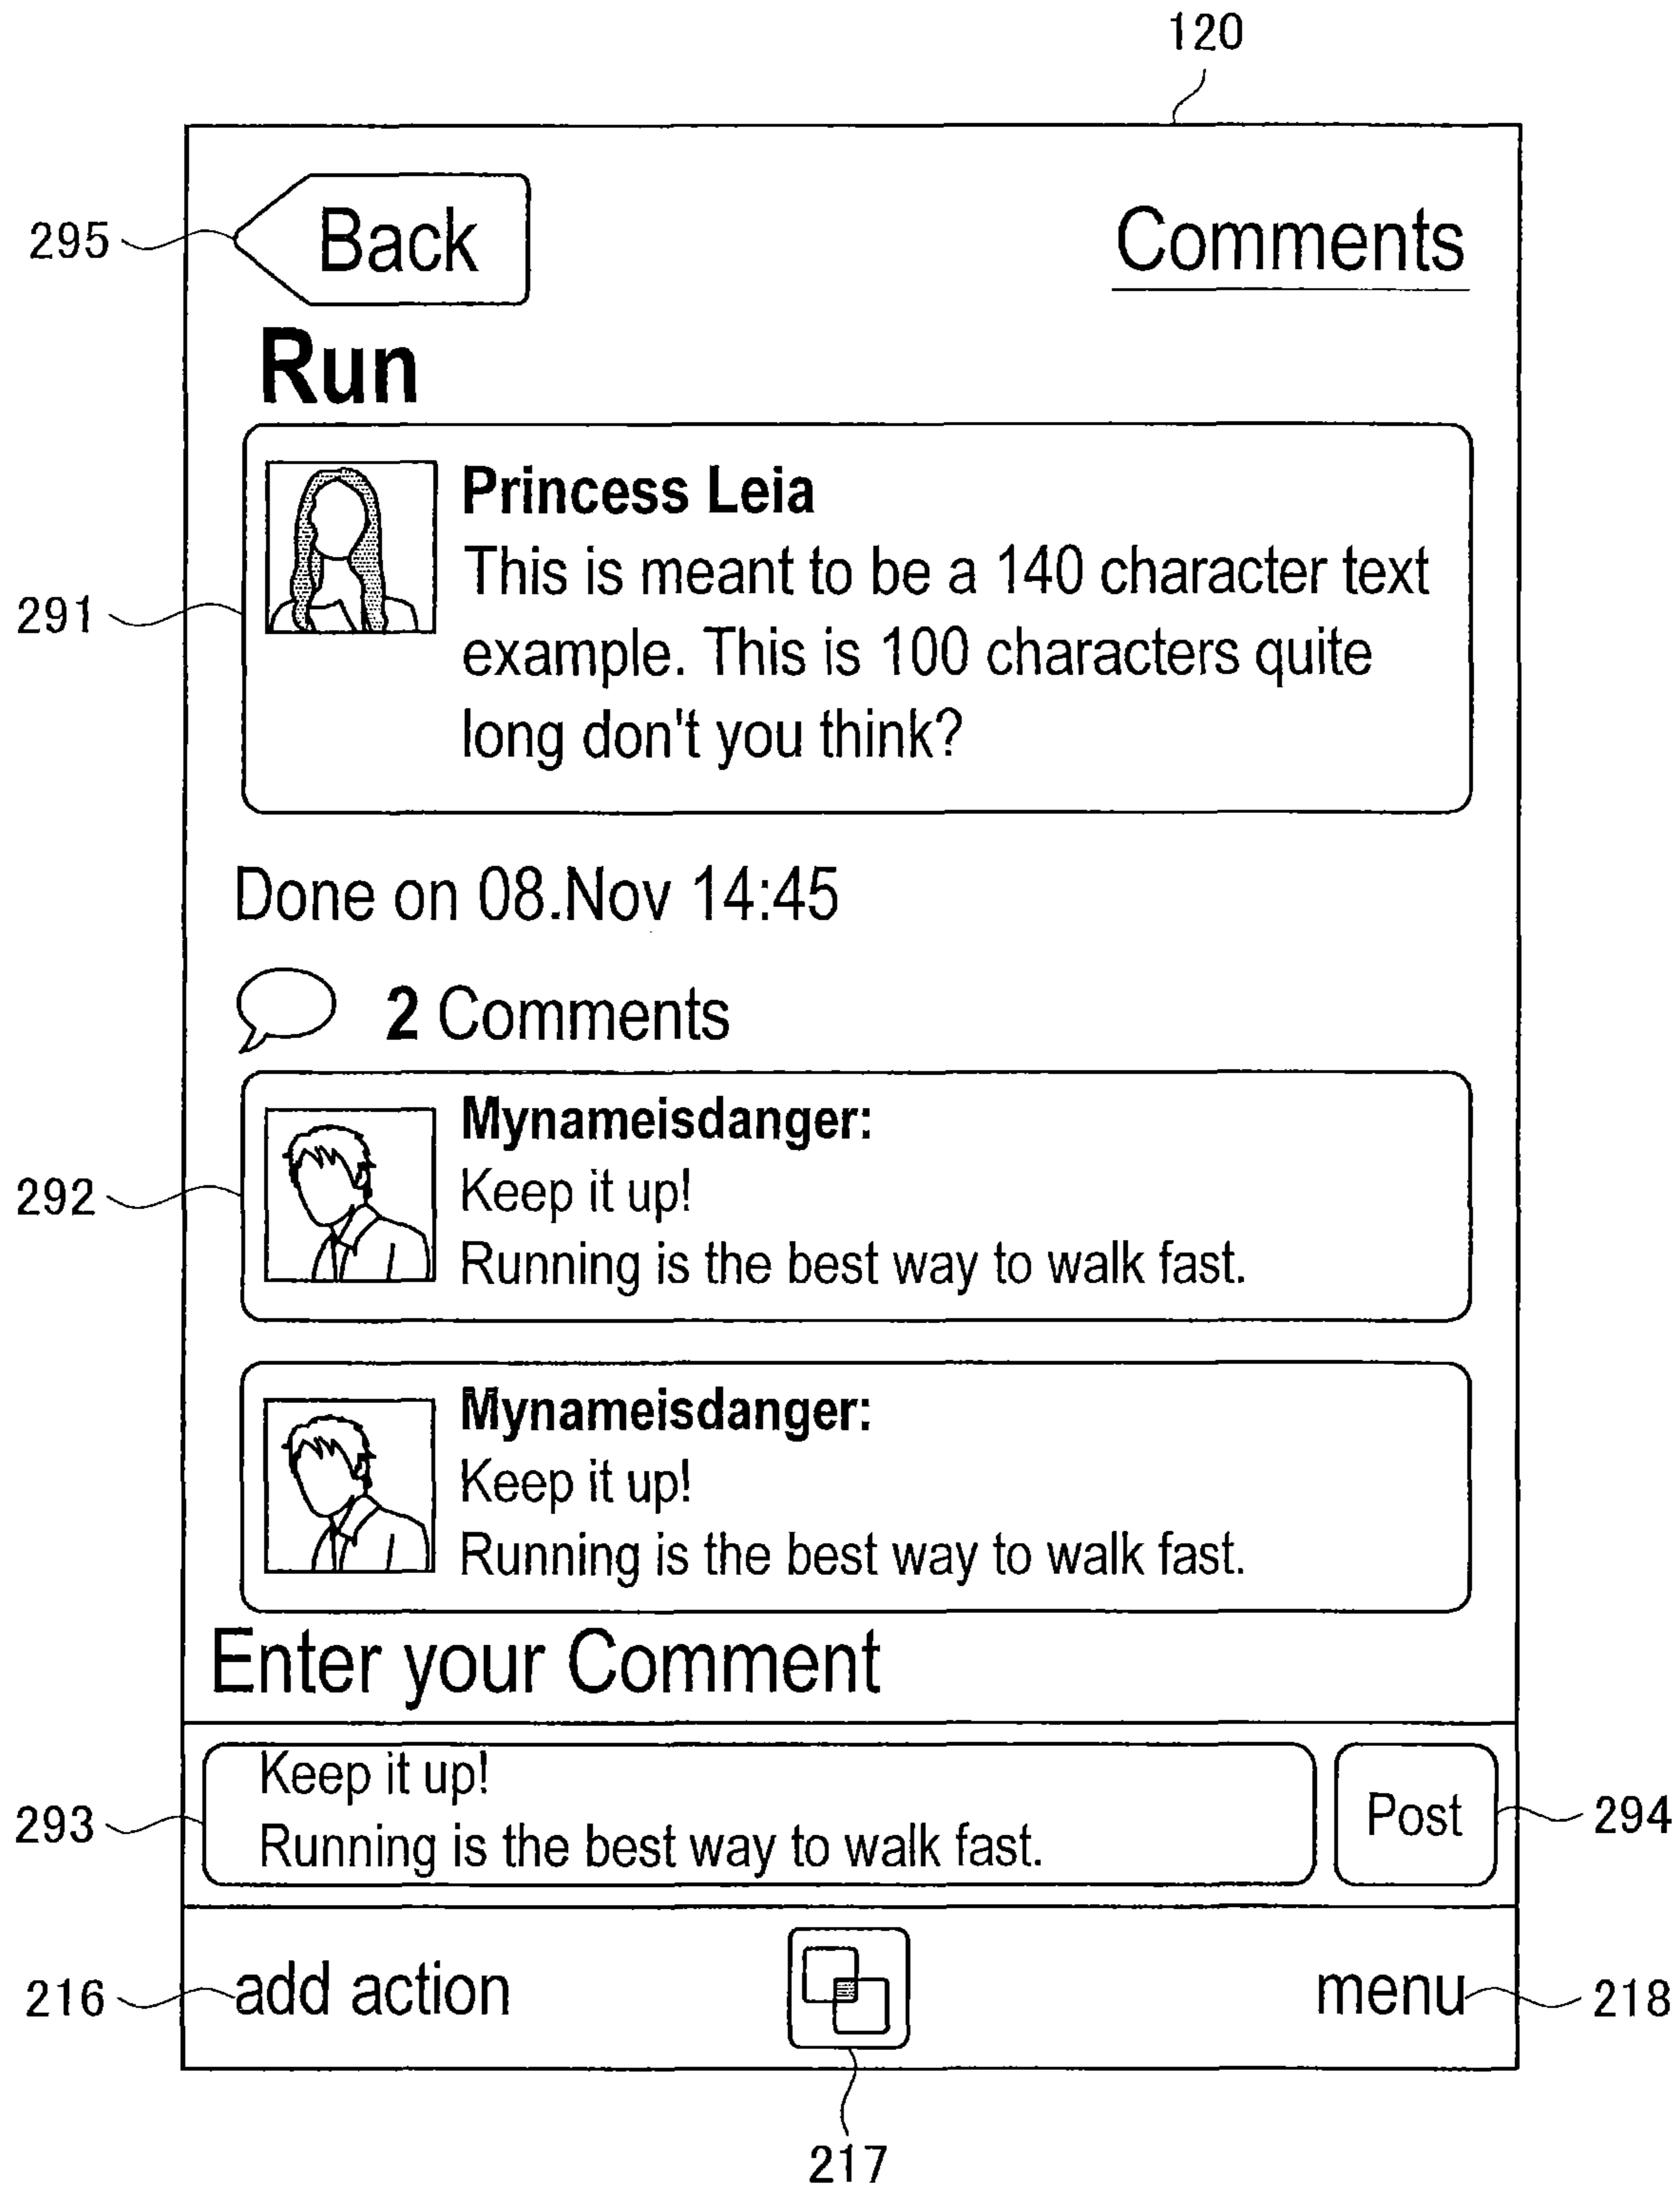 120
295
Back
Comments
Run
291
Princess Leia
This is meant to be a 140 character text
example. This is 100 characters quite
long don't you think?
Done on 08.Nov 14:45
2 Comments
292
Mynameisdanger:
Keep it up!
Running is the best way to walk fast.
Mynameisdanger:
Keep it up!
Running is the best way to walk fast.
Enter your Comment
293
Keep it up!
Running is the best way to walk fast.
Post
294
216
add action
menu
218
217